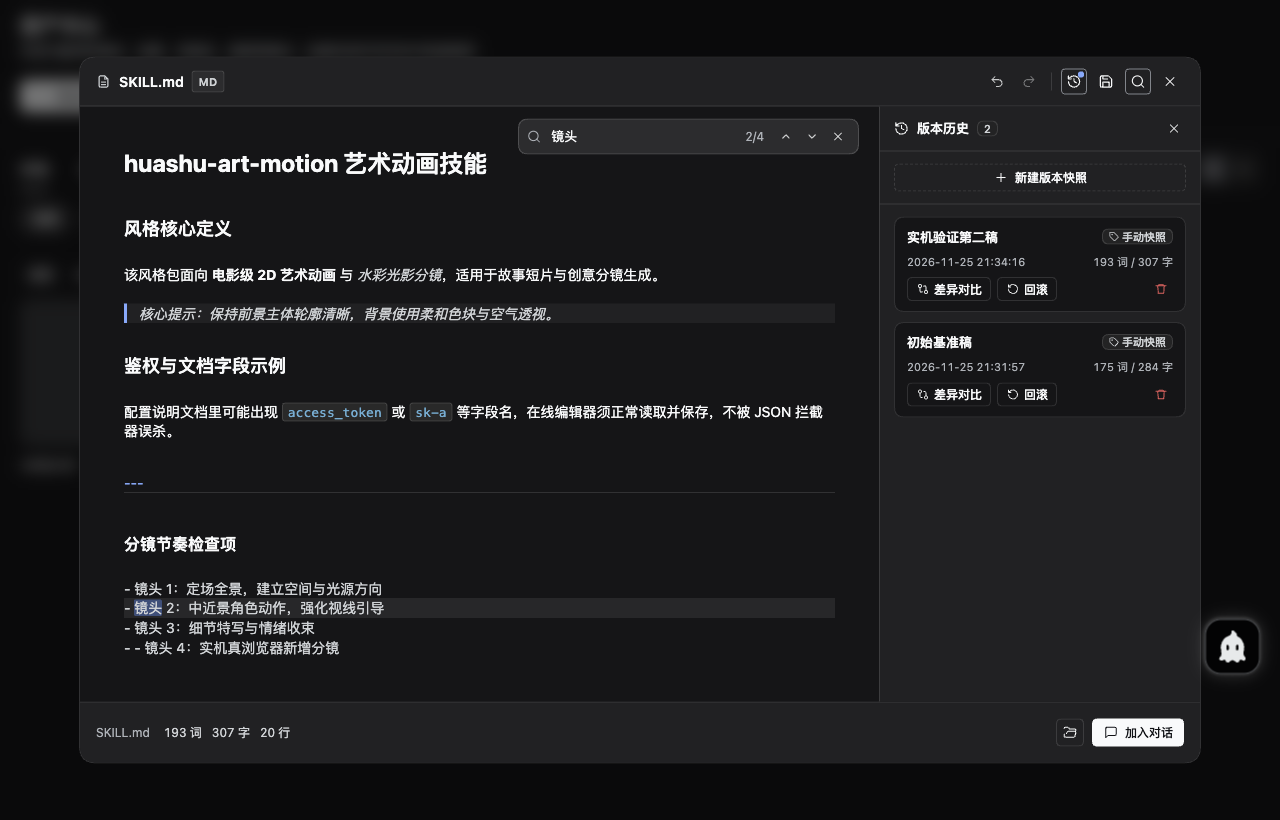 SKILL.md MD
镜头 2/4
huashu-art-motion 艺术动画技能
风格核心定义
该风格包面向 电影级 2D 艺术动画 与 水彩光影分镜，适用于故事短片与创意分镜生成。
核心提示：保持前景主体轮廓清晰，背景使用柔和色块与空气透视。
鉴权与文档字段示例
配置说明文档里可能出现 access_token 或 sk-a 等字段名，在线编辑器须正常读取并保存，不被 JSON 拦截
器误杀。
---
分镜节奏检查项
- 镜头 1：定场全景，建立空间与光源方向
- 镜头 2：中近景角色动作，强化视线引导
- 镜头 3：细节特写与情绪收束
- - 镜头 4：实机真浏览器新增分镜
版本历史 2
新建版本快照
实机验证第二稿 手动快照
2026-11-25 21:34:16 193 词 / 307 字
差异对比 回滚
初始基准稿 手动快照
2026-11-25 21:31:57 175 词 / 284 字
差异对比 回滚
SKILL.md 193 词 307 字 20 行
加入对话